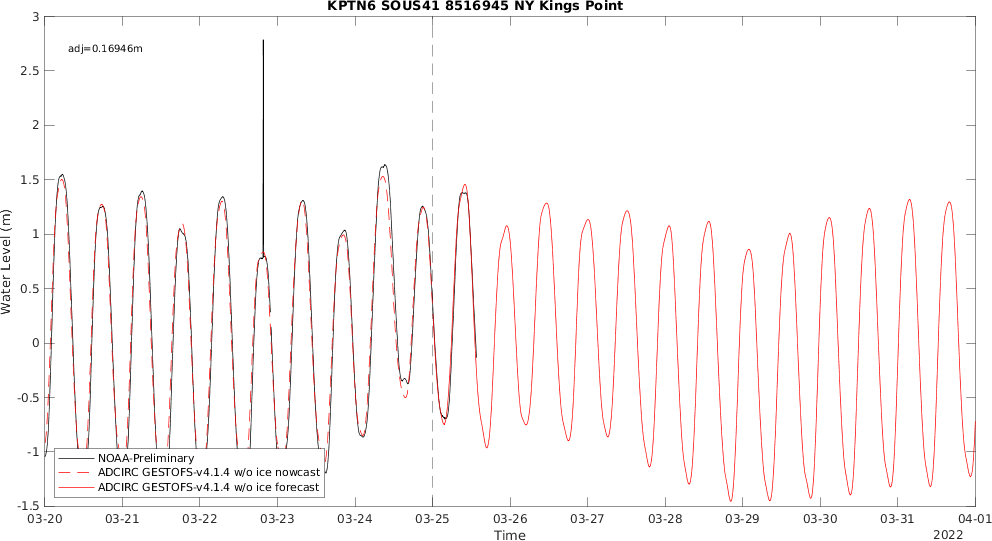 KPTN6 SOUS41 8516945 NY Kings Point
adj=0.16946m
3
2.5
2
1.5
1
0.5
0
-0.5
-1
-1.5
Water Level (m)
NOAA-Preliminary
ADCIRC GESTOFS-v4.1.4 w/o ice nowcast
ADCIRC GESTOFS-v4.1.4 w/o ice forecast
03-20 03-21 03-22 03-23 03-24 03-25 03-26 03-27 03-28 03-29 03-30 03-31 04-01
Time
2022